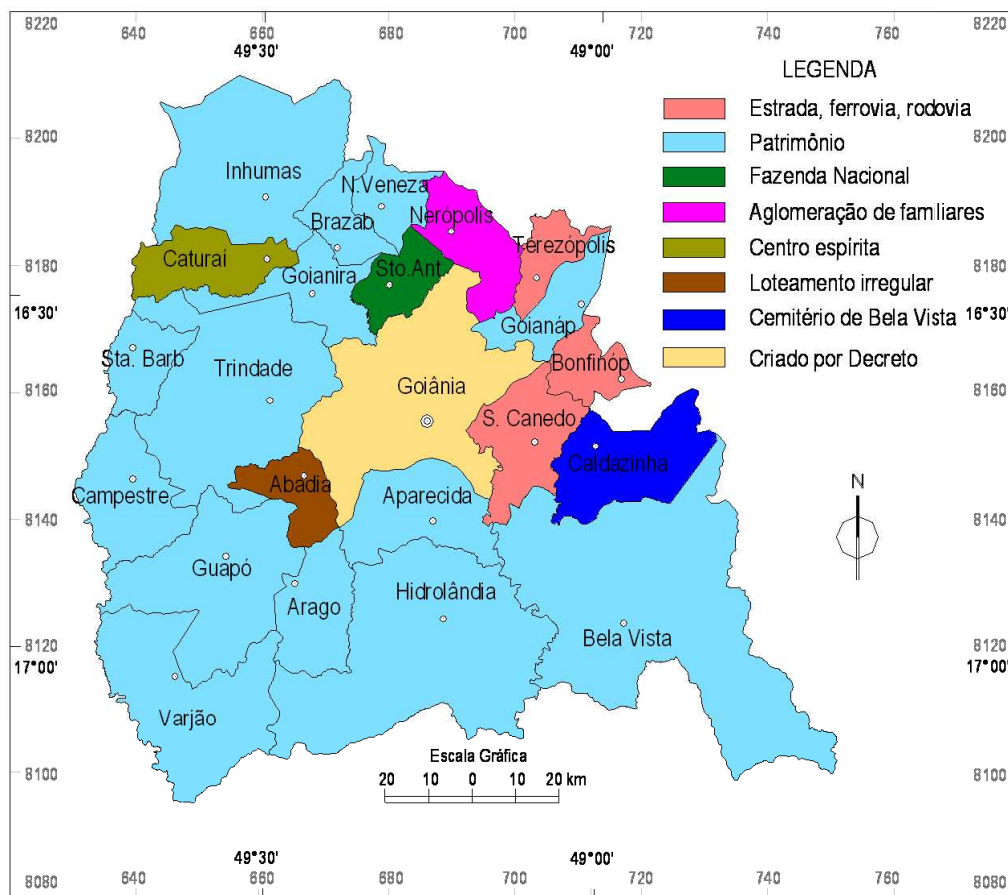 8220
640
660
680
700
720
740
760
8220
49°30'
49°00'
LEGENDA
Estrada, ferrovia, rodovia
8200
8200
Patrimônio
Inhumas
N.Veneza
Fazenda Nacional
Brazab
Nerópolis
Aglomeração de familiares
Terezópolis
Centro espírita
Caturaí
Sto.Ant.
8180
8180
Goianira
Loteamento irregular
16°30'
16°30'
Goianáp
Cemitério de Bela Vista
Sta. Barb
Trindade
Bonfinóp
Criado por Decreto
Goiânia
8160
8160
S. Canedo
Caldazinha
Abadia
Campestre
Aparecida
N
8140
8140
Guapó
Arago
Hidrolândia
Bela Vista
8120
8120
17°00'
17°00'
Varjão
Escala Gráfica
8100
8100
20 10 0 10 20 km
49°30'
49°00'
8080
640
660
680
700
720
740
760
8080